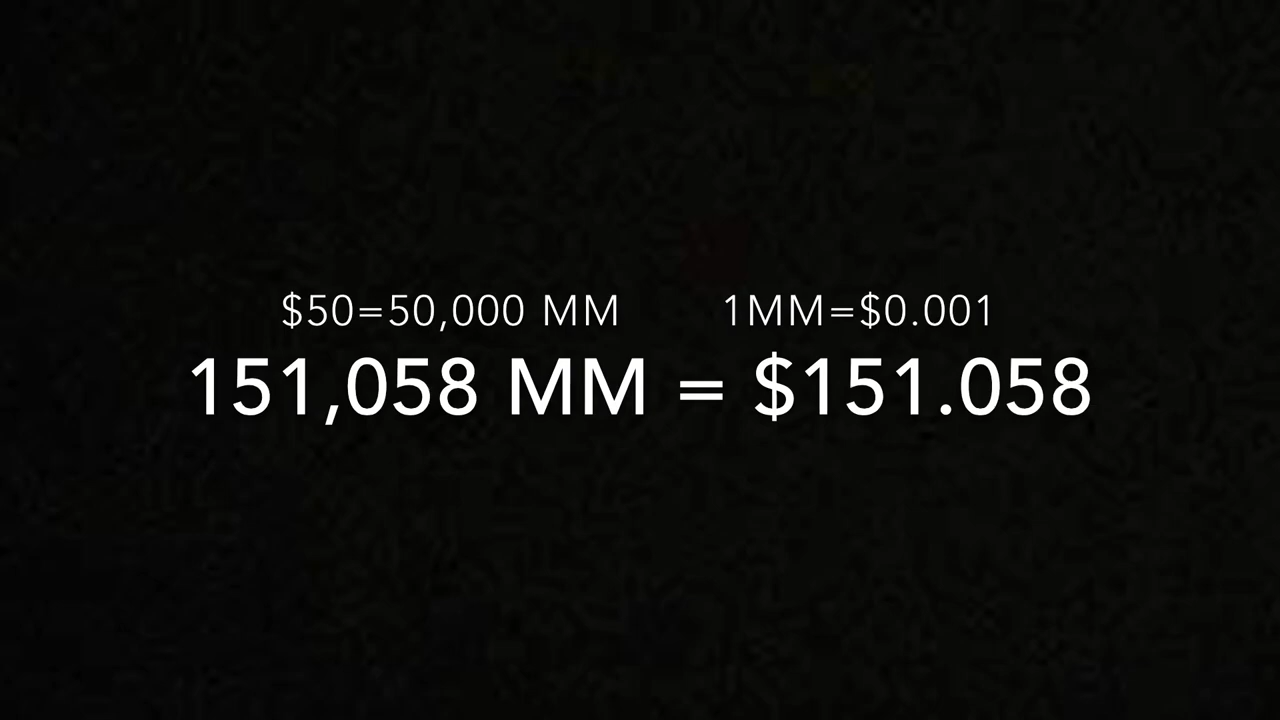 $50=50,000 MM 1MM=$0.001
151,058 MM = $151.058